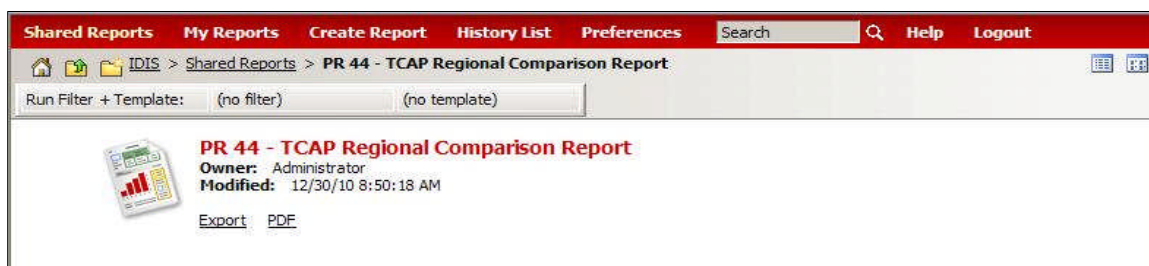 Shared Reports My Reports Create Report History List Preferences Search Help Logout
IDIS > Shared Reports > PR 44 - TCAP Regional Comparison Report
Run Filter + Template: (no filter) (no template)
PR 44 - TCAP Regional Comparison Report
Owner: Administrator
Modified: 12/30/10 8:50:18 AM
Export PDF